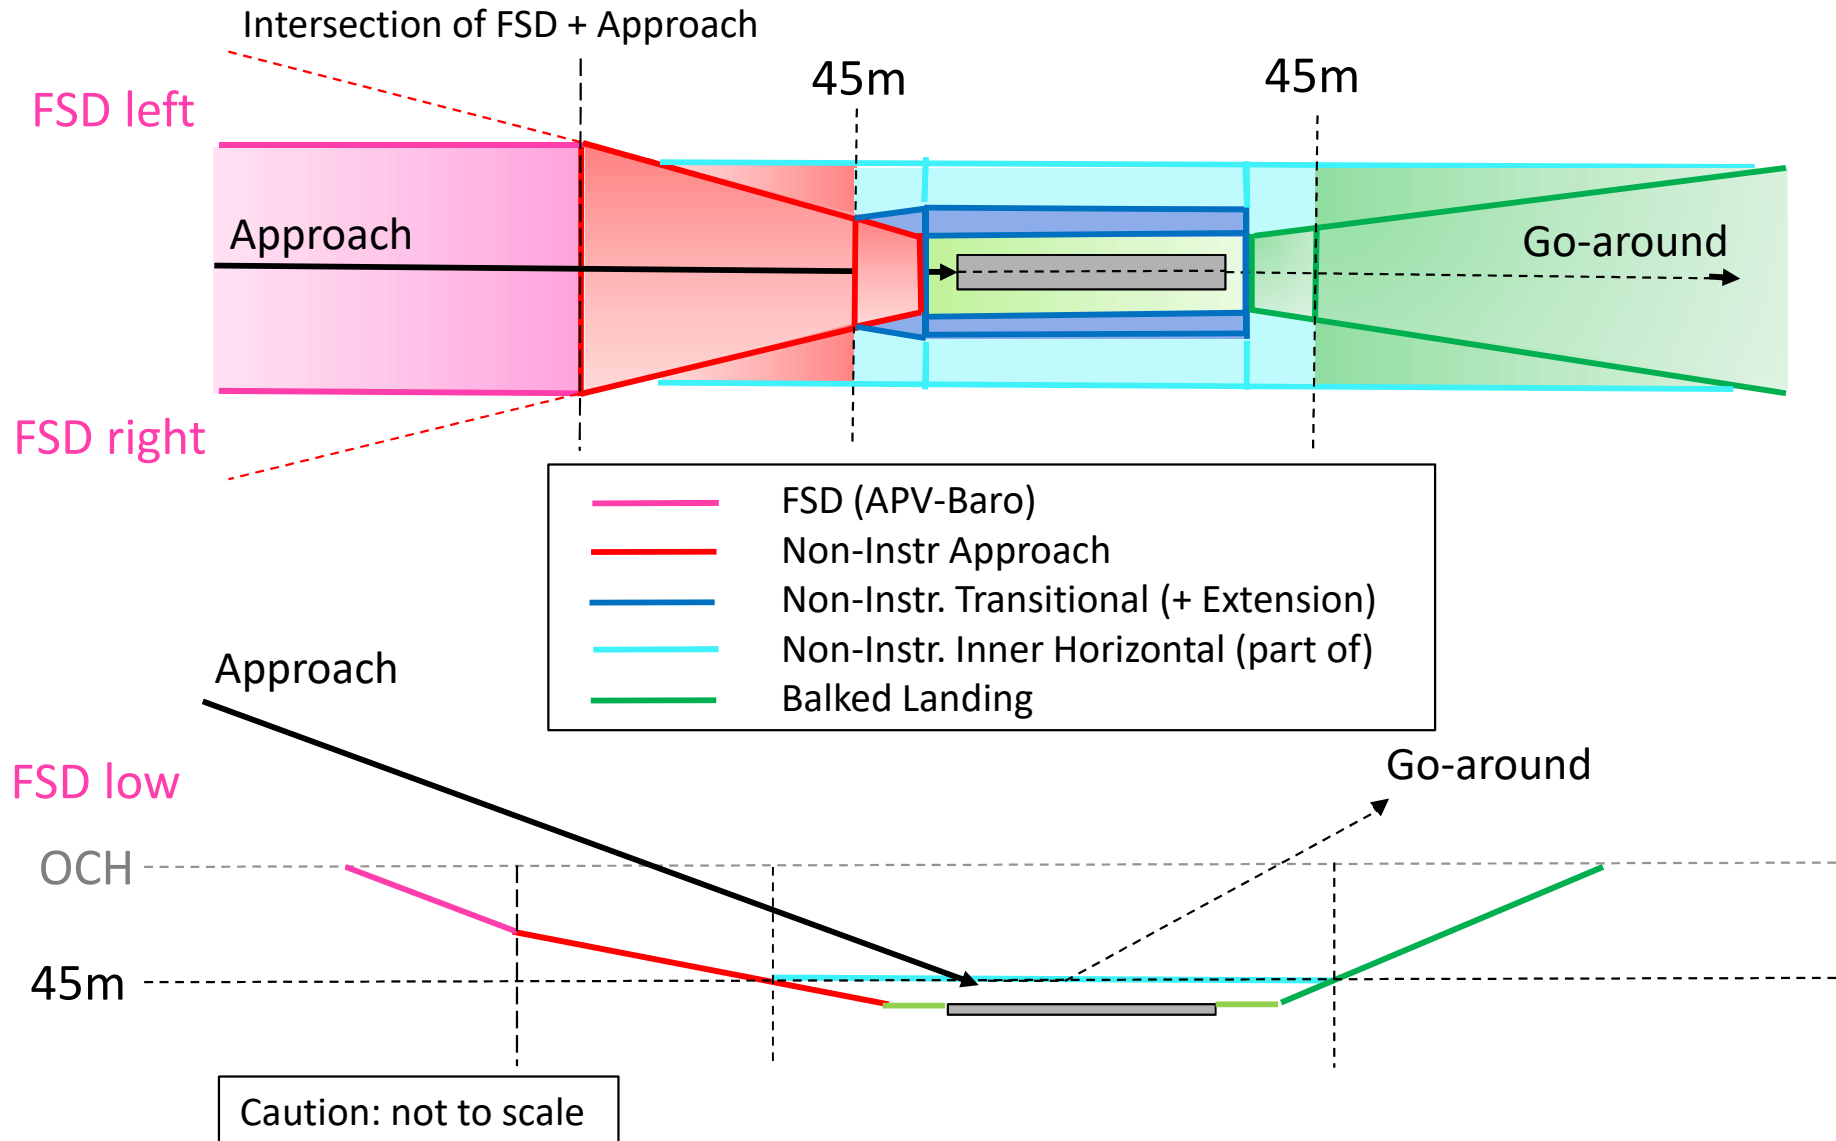 Intersection of FSD + Approach
45m
45m
FSD left
Approach
Go-around
FSD right
FSD (APV-Baro)
Non-Instr Approach
Non-Instr. Transitional (+ Extension)
Non-Instr. Inner Horizontal (part of)
Balked Landing
Approach
Go-around
FSD low
OCH
45m
Caution: not to scale